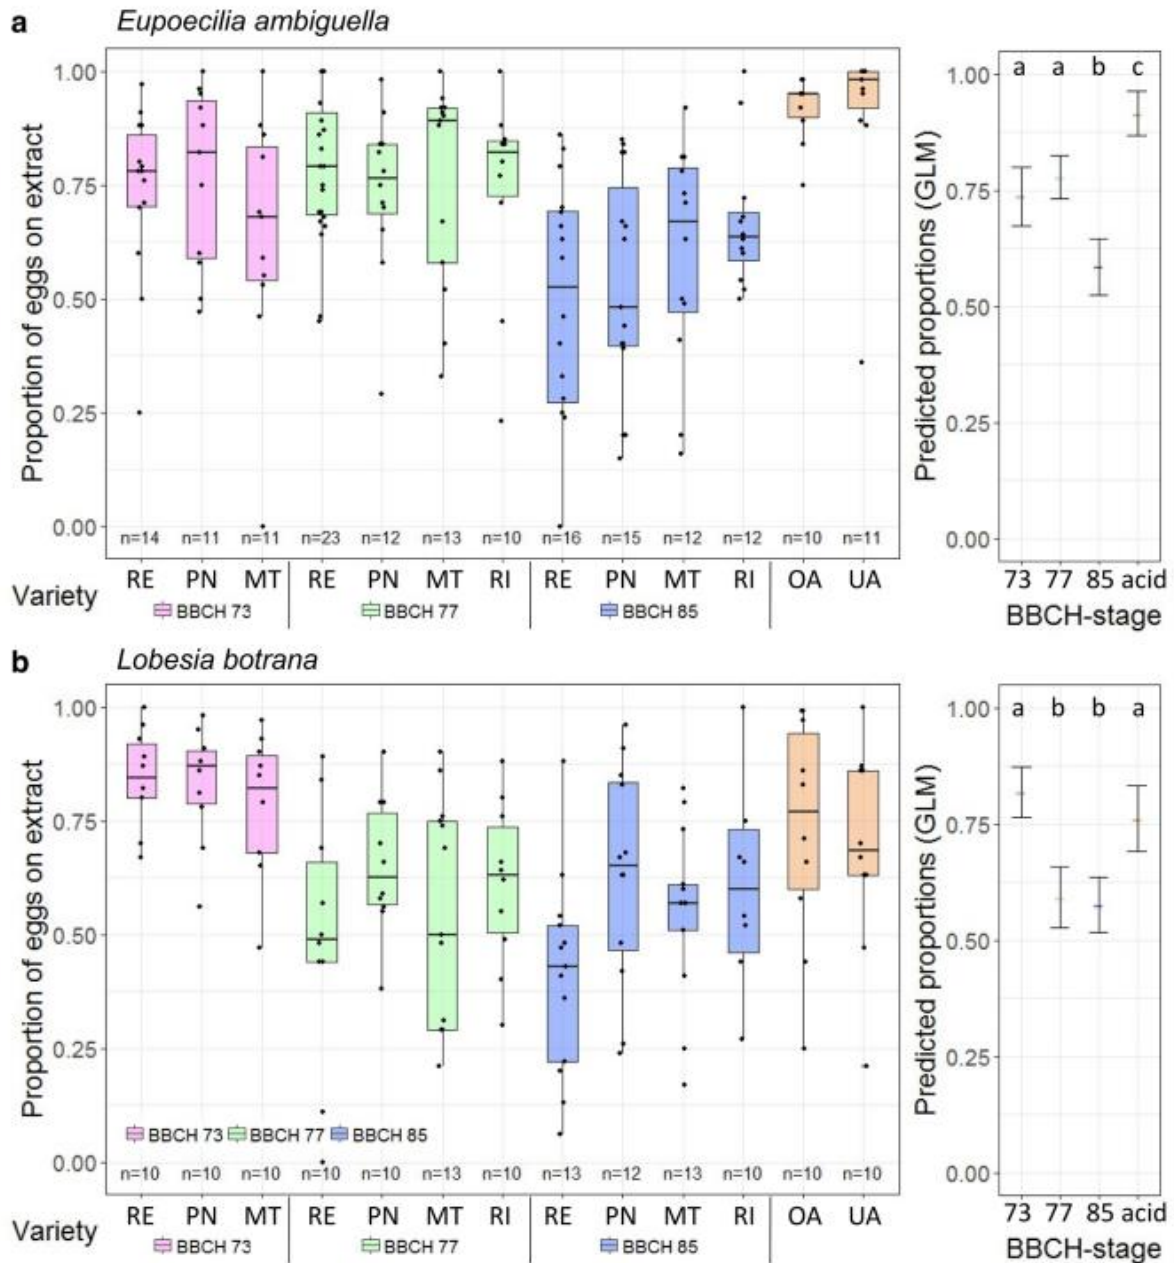 a Eupoecilia ambiguella
Proportion of eggs on extract
1.00
0.75
0.50
0.25
0.00
n=14 n=11 n=11 n=23 n=12 n=13 n=10 n=16 n=15 n=12 n=12 n=10 n=11
RE PN MT RE PN MT RI RE PN MT RI OA UA
Variety
BBCH 73 BBCH 77 BBCH 85
Predicted proportions (GLM)
1.00
0.75
0.50
0.25
0.00
a a b c
73 77 85 acid
BBCH-stage
b Lobesia botrana
Proportion of eggs on extract
1.00
0.75
0.50
0.25
0.00
BBCH 73 BBCH 77 BBCH 85
n=10 n=10 n=10 n=10 n=10 n=13 n=10 n=13 n=12 n=13 n=10 n=10 n=10
RE PN MT RE PN MT RI RE PN MT RI OA UA
Variety
BBCH 73 BBCH 77 BBCH 85
Predicted proportions (GLM)
1.00
0.75
0.50
0.25
0.00
a b b a
73 77 85 acid
BBCH-stage